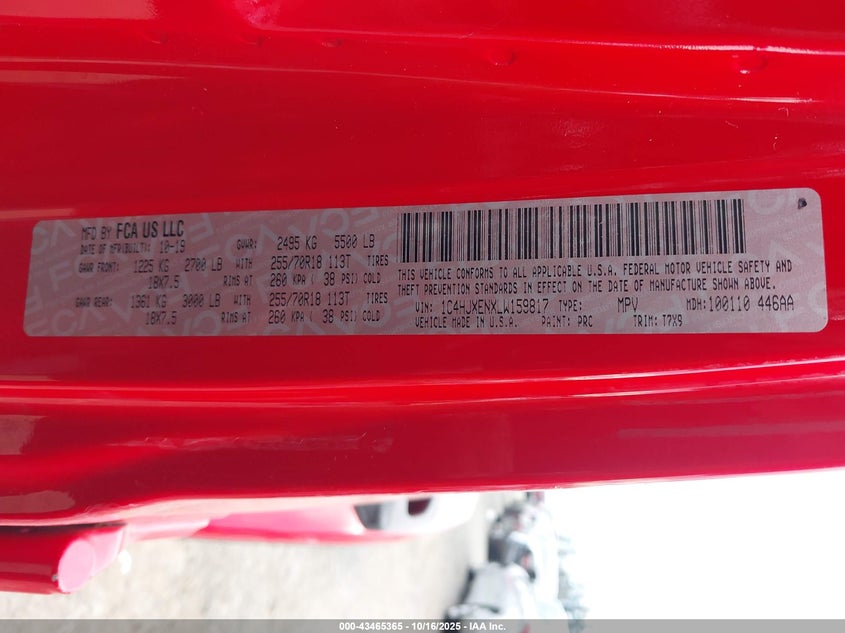 MFD BY FCA US LLC
DATE OF MFR/BUILT: 10-19 GVWR: 2495 KG 5500 LB
GAWR FRONT: 1225 KG 2700 LB WITH 255/70R18 113T TIRES
18X7.5 RIMS AT 260 KPA ( 38 PSI) COLD
GAWR REAR: 1361 KG 3000 LB WITH 255/70R18 113T TIRES
18X7.5 RIMS AT 260 KPA ( 38 PSI) COLD
THIS VEHICLE CONFORMS TO ALL APPLICABLE U.S.A. FEDERAL MOTOR VEHICLE SAFETY AND
THEFT PREVENTION STANDARDS IN EFFECT ON THE DATE OF MANUFACTURE SHOWN ABOVE.
VIN: 1C4HJXENXLW159817 TYPE: MPV MDH: 100110 446AA
VEHICLE MADE IN U.S.A. PAINT: PRC TRIM: T7X9
000-43465365 - 10/16/2025 - IAA Inc.